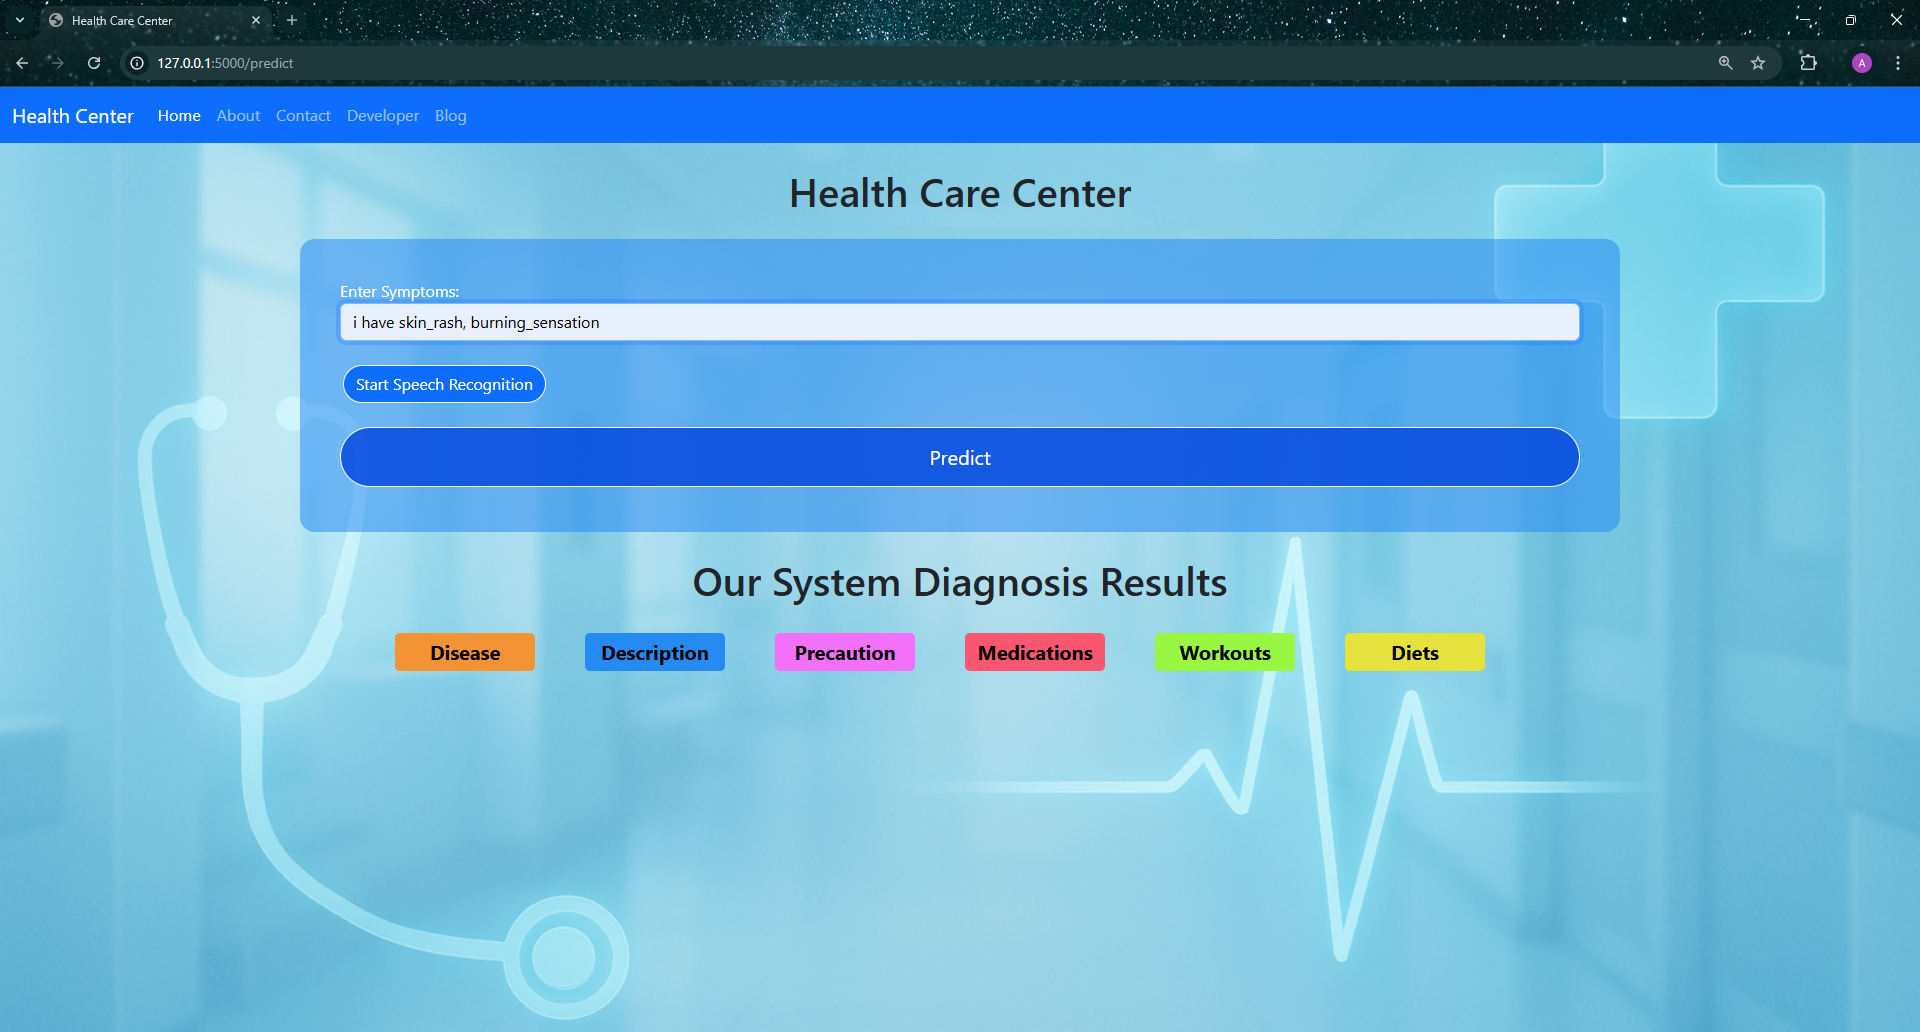 Health Care Center
127.0.0.1:5000/predict
A
Health Center Home About Contact Developer Blog
Health Care Center
Enter Symptoms:
i have skin_rash, burning_sensation
Start Speech Recognition
Predict
Our System Diagnosis Results
Disease Description Precaution Medications Workouts Diets